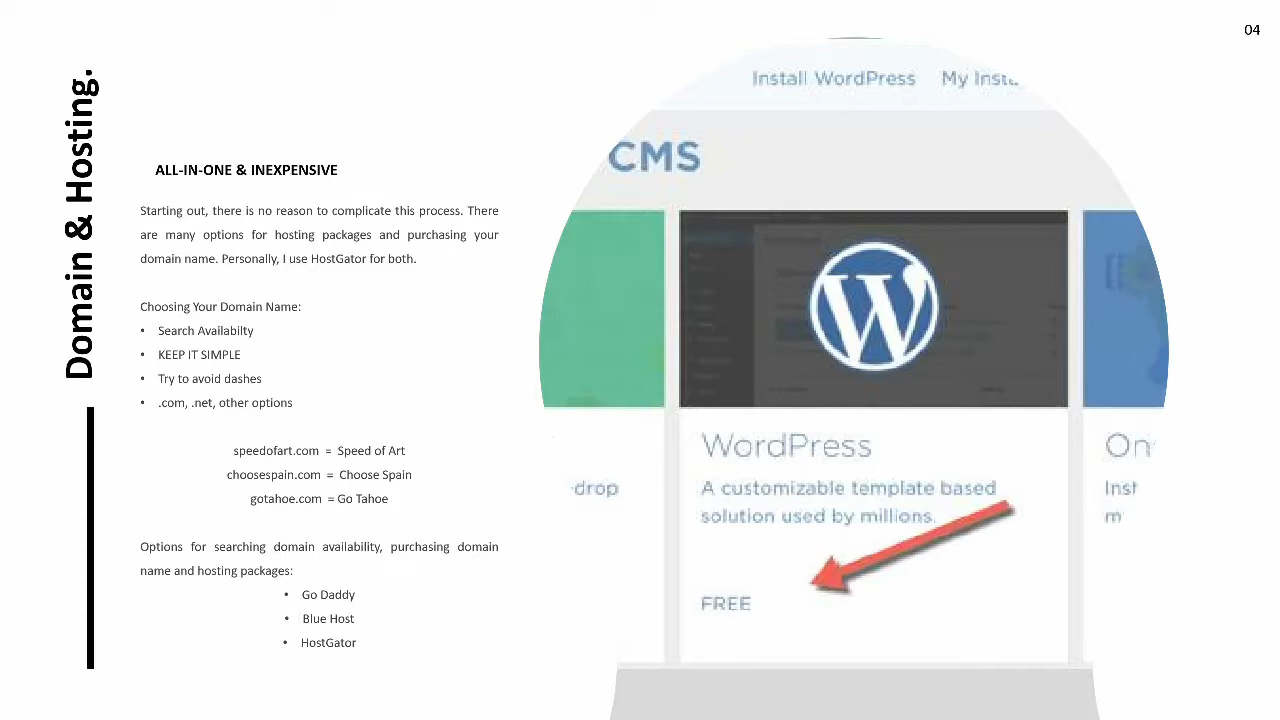 04
Domain & Hosting.
ALL-IN-ONE & INEXPENSIVE
Starting out, there is no reason to complicate this process. There
are many options for hosting packages and purchasing your
domain name. Personally, I use HostGator for both.
Choosing Your Domain Name:
• Search Availabilty
• KEEP IT SIMPLE
• Try to avoid dashes
• .com, .net, other options
speedofart.com = Speed of Art
choosespain.com = Choose Spain
gotahoe.com = Go Tahoe
Options for searching domain availability, purchasing domain
name and hosting packages:
• Go Daddy
• Blue Host
• HostGator
Install WordPress My
CMS
WordPress
A customizable template based
solution used by millions.
FREE
drop